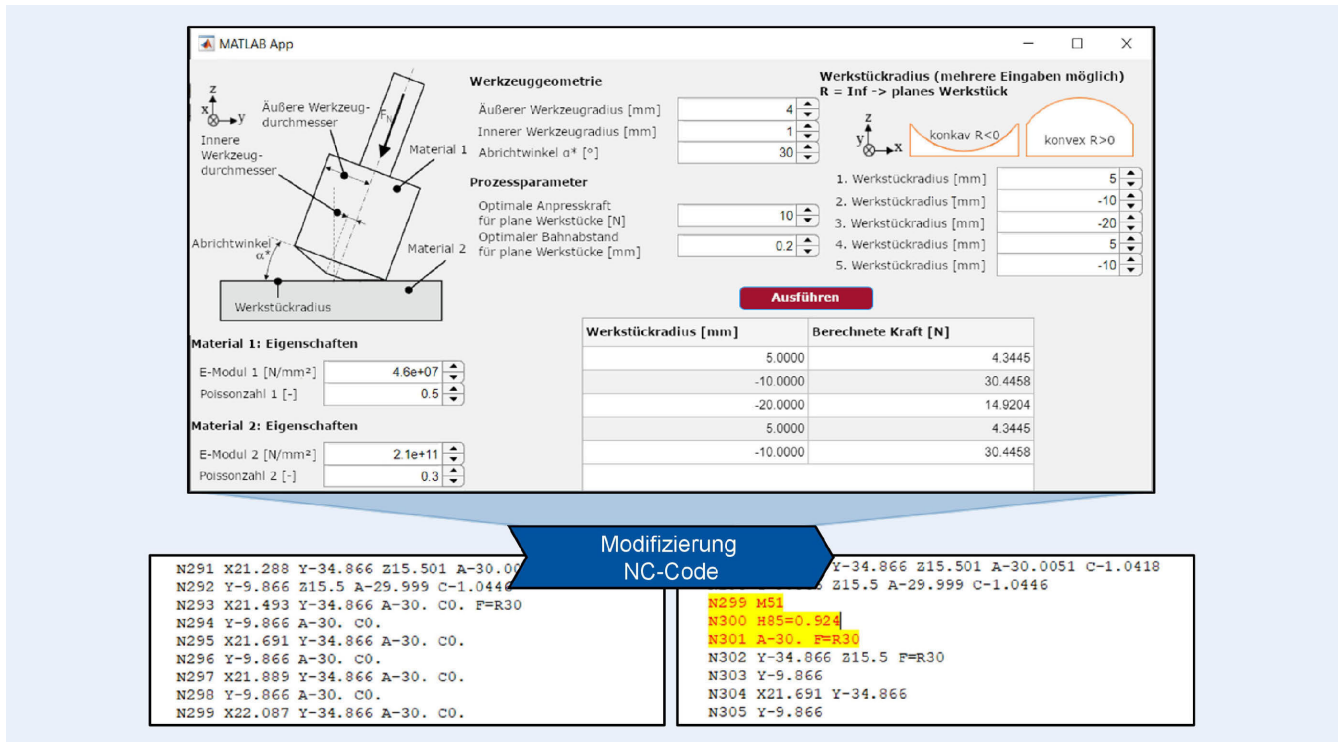 MATLAB App
z
x
y
Äußere Werkzeug-
durchmesser
Innere
Werkzeug-
durchmesser
F_N
Material 1
Abrichtwinkel
α*
Material 2
Werkstückradius
Material 1: Eigenschaften
E-Modul 1 [N/mm²] 4.6e+07
Poissonzahl 1 [-] 0.5
Material 2: Eigenschaften
E-Modul 2 [N/mm²] 2.1e+11
Poissonzahl 2 [-] 0.3
Werkzeuggeometrie
Äußerer Werkzeugradius [mm] 4
Innerer Werkzeugradius [mm] 1
Abrichtwinkel α* [°] 30
Prozessparameter
Optimale Anpresskraft
für plane Werkstücke [N] 10
Optimaler Bahnabstand
für plane Werkstücke [mm] 0.2
Werkstückradius (mehrere Eingaben möglich)
R = Inf -> planes Werkstück
z
y
x
konkav R<0
konvex R>0
1. Werkstückradius [mm] 5
2. Werkstückradius [mm] -10
3. Werkstückradius [mm] -20
4. Werkstückradius [mm] 5
5. Werkstückradius [mm] -10
Ausführen
Werkstückradius [mm] Berechnete Kraft [N]
5.0000 4.3445
-10.0000 30.4458
-20.0000 14.9204
5.0000 4.3445
-10.0000 30.4458
Modifizierung
NC-Code
N291 X21.288 Y-34.866 Z15.501 A-30.00
N292 Y-9.866 Z15.5 A-29.999 C-1.0446
N293 X21.493 Y-34.866 A-30. C0. F=R30
N294 Y-9.866 A-30. C0.
N295 X21.691 Y-34.866 A-30. C0.
N296 Y-9.866 A-30. C0.
N297 X21.889 Y-34.866 A-30. C0.
N298 Y-9.866 A-30. C0.
N299 X22.087 Y-34.866 A-30. C0.
Y-34.866 Z15.501 A-30.0051 C-1.0418
Z15.5 A-29.999 C-1.0446
N299 M51
N300 H85=0.924
N301 A-30. F=R30
N302 Y-34.866 Z15.5 F=R30
N303 Y-9.866
N304 X21.691 Y-34.866
N305 Y-9.866